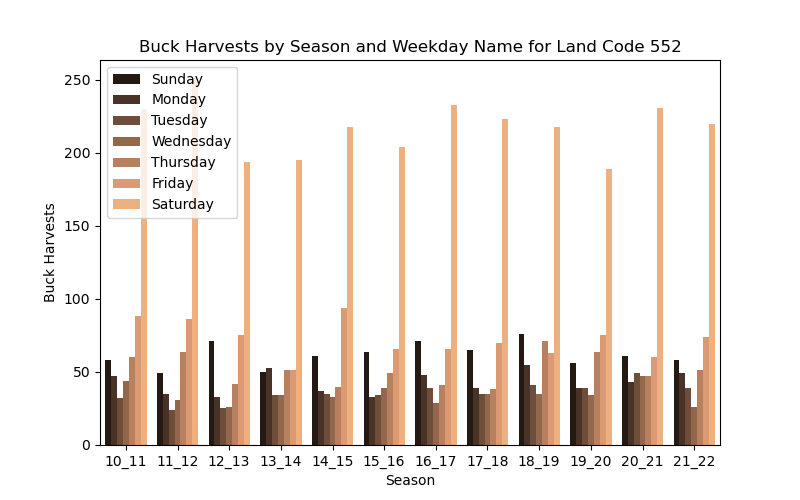 Buck Harvests by Season and Weekday Name for Land Code 552
Sunday
Monday
Tuesday
Wednesday
Thursday
Friday
Saturday
250
200
150
100
50
0
Buck Harvests
10_11 11_12 12_13 13_14 14_15 15_16 16_17 17_18 18_19 19_20 20_21 21_22
Season